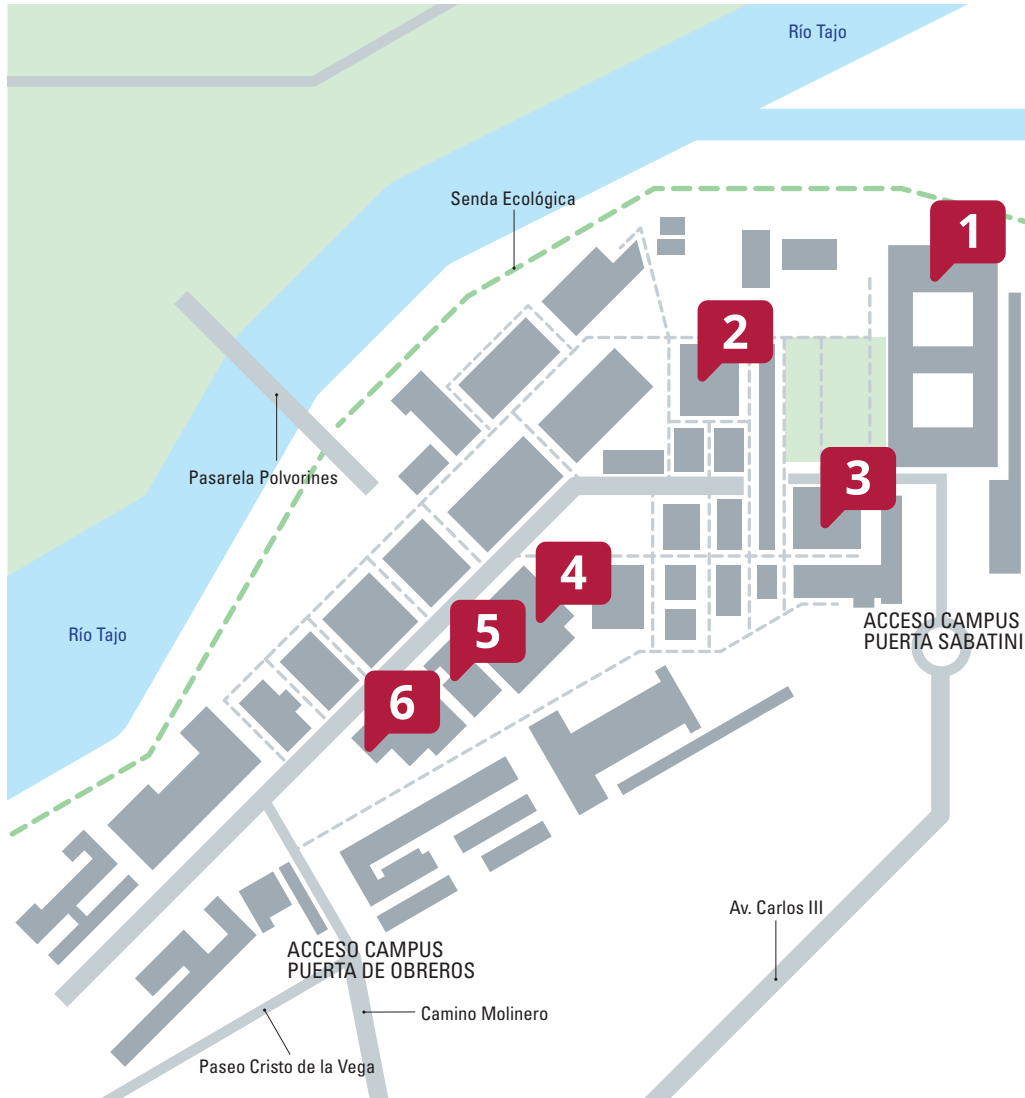 Río Tajo
Senda Ecológica
1
2
Pasarela Polvorines
3
4
5
Río Tajo
ACCESO CAMPUS
PUERTA SABATINI
6
Av. Carlos III
ACCESO CAMPUS
PUERTA DE OBREROS
Camino Molinero
Paseo Cristo de la Vega